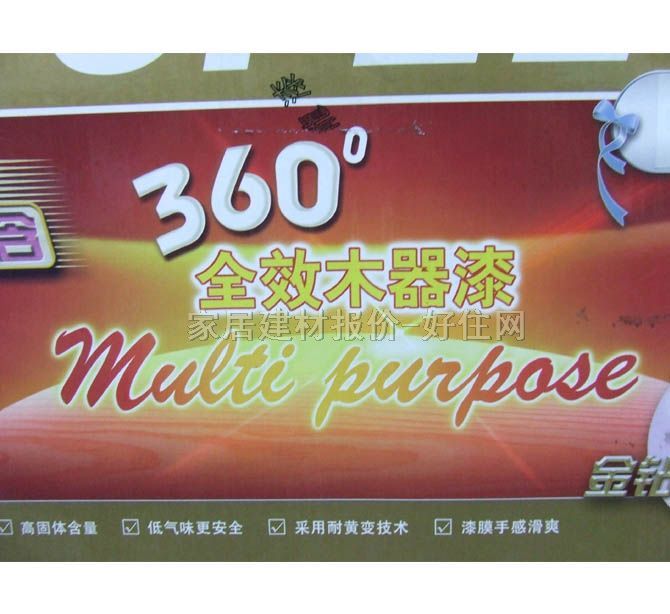 360°
全效木器漆
家居建材报价-好住网
Multi purpose
金钻
高固体含量 低气味更安全 采用耐黄变技术 漆膜手感滑爽